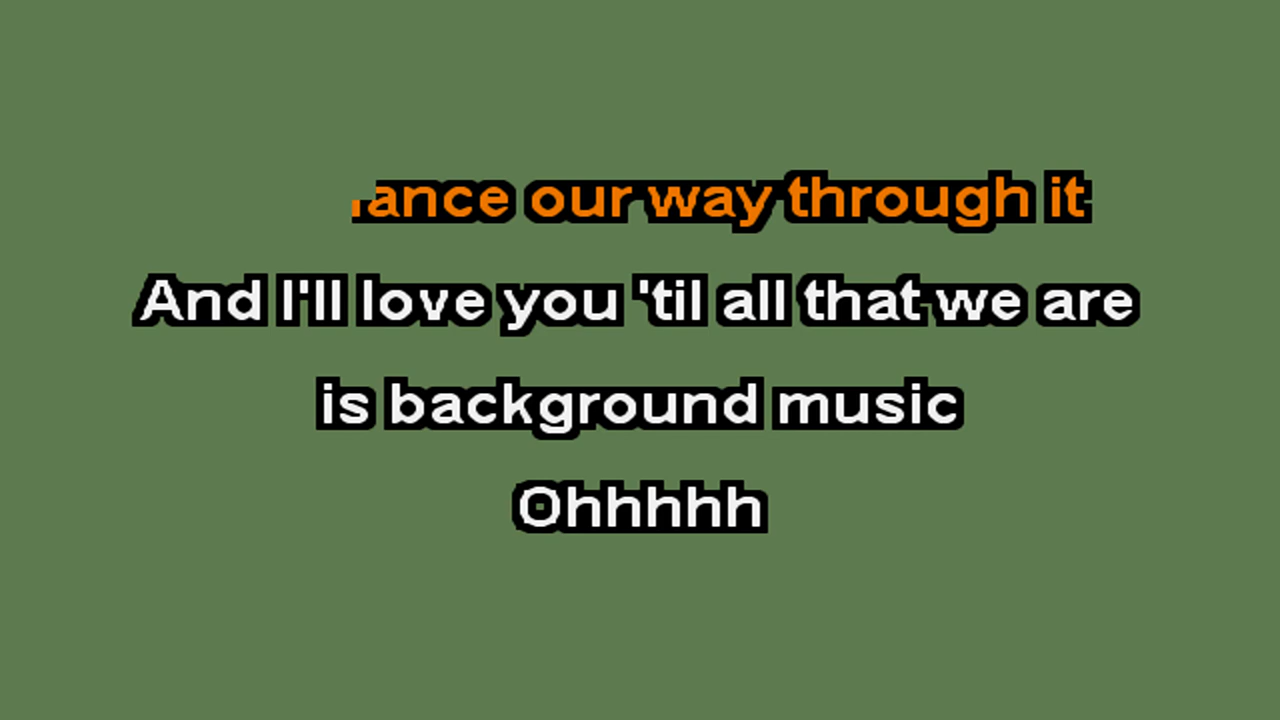 ance our way through it
And I'll love you 'til all that we are
is background music
Ohhhhh